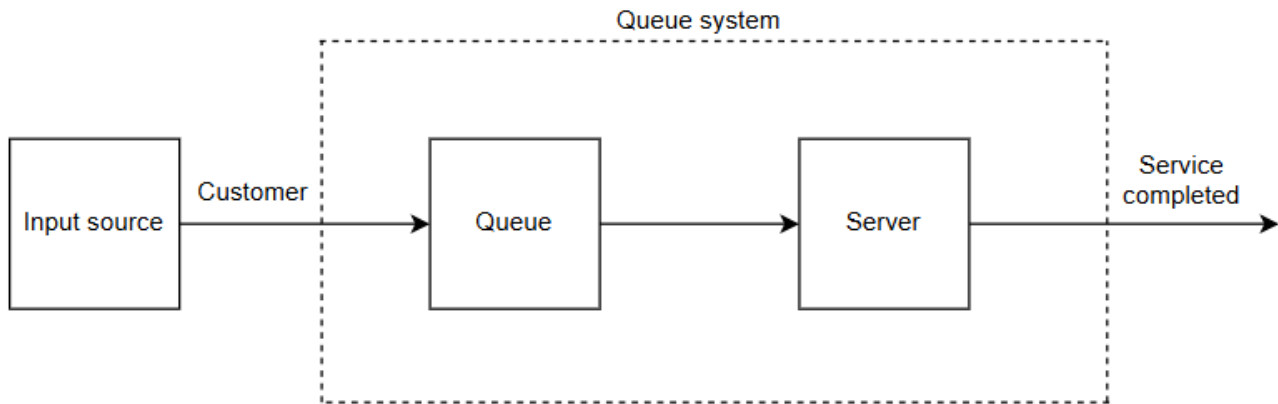 Queue system
Input source
Customer
Queue
Server
Service
completed